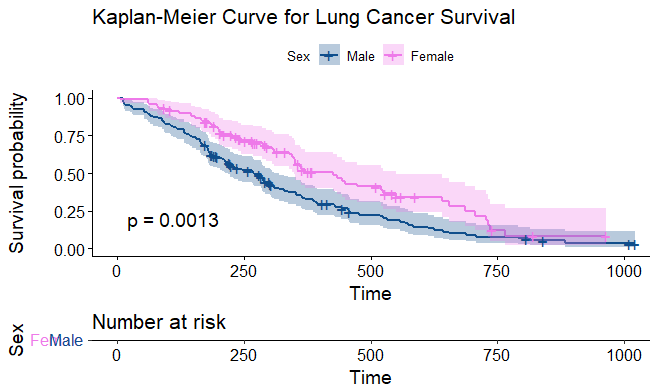 Kaplan-Meier Curve for Lung Cancer Survival
Sex Male Female
Survival probability
1.00
0.75
0.50
0.25
0.00
p = 0.0013
0 250 500 750 1000
Time
Number at risk
Sex
Male
0 250 500 750 1000
Time